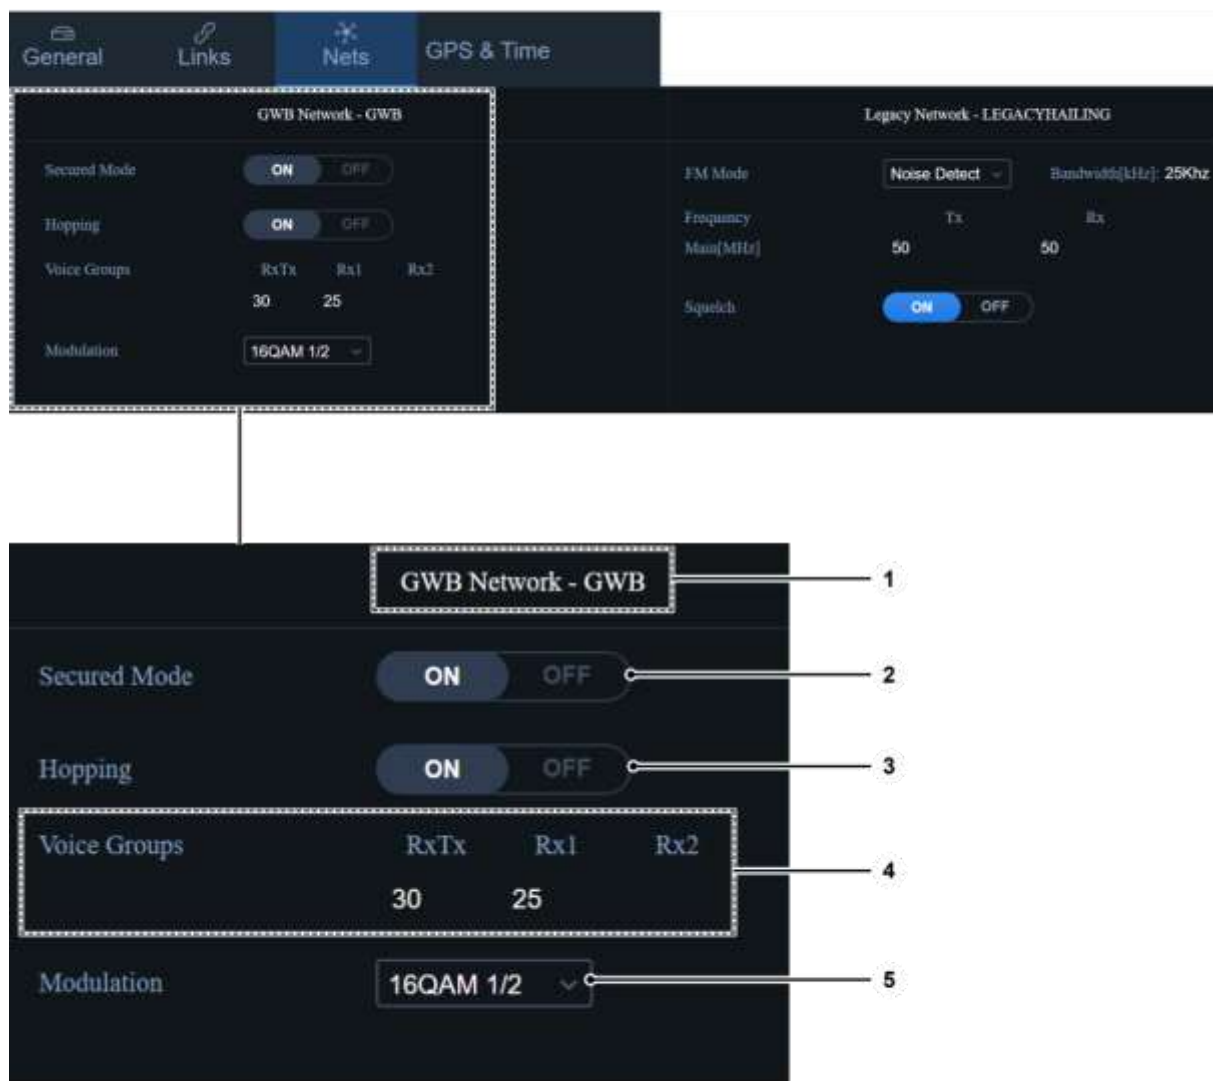 General Links Nets GPS & Time
GWB Network - GWB
Secured Mode ON OFF
Hopping ON OFF
Voice Groups RxTx Rx1 Rx2
30 25
Modulation 16QAM 1/2
Legacy Network - LEGACYHAILING
FM Mode Noise Detect Bandwidth[kHz]: 25Khz
Frequency Tx Rx
Main[MHz] 50 50
Squelch ON OFF
GWB Network - GWB 1
Secured Mode ON OFF 2
Hopping ON OFF 3
Voice Groups RxTx Rx1 Rx2
30 25
4
Modulation 16QAM 1/2 5